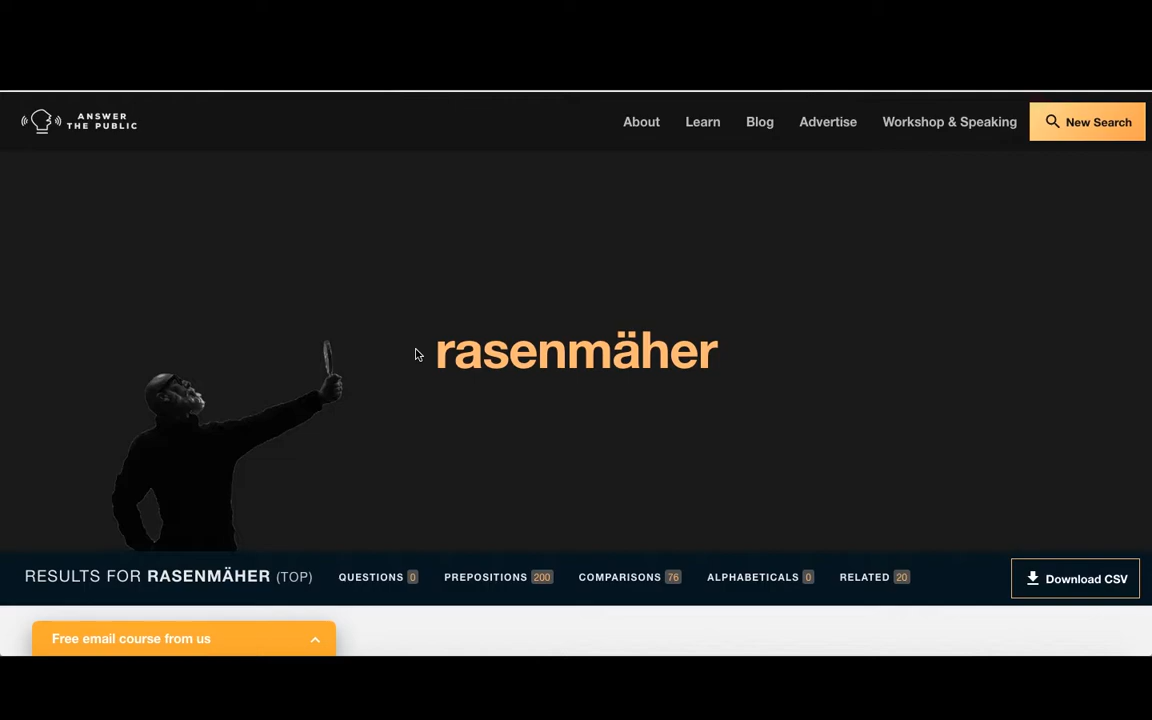 ANSWER
THE PUBLIC
About Learn Blog Advertise Workshop & Speaking New Search
rasenmäher
RESULTS FOR RASENMÄHER (TOP) QUESTIONS 0 PREPOSITIONS 200 COMPARISONS 76 ALPHABETICALS 0 RELATED 20 Download CSV
Free email course from us